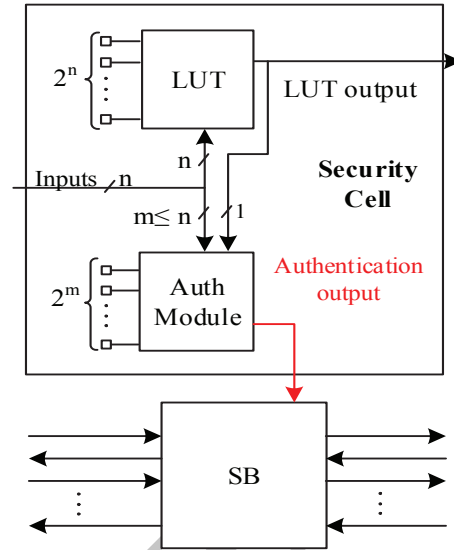 2ⁿ
LUT
LUT output
n
Inputs
n
Security
Cell
m≤ n
1
2ᵐ
Auth
Module
Authentication
output
SB